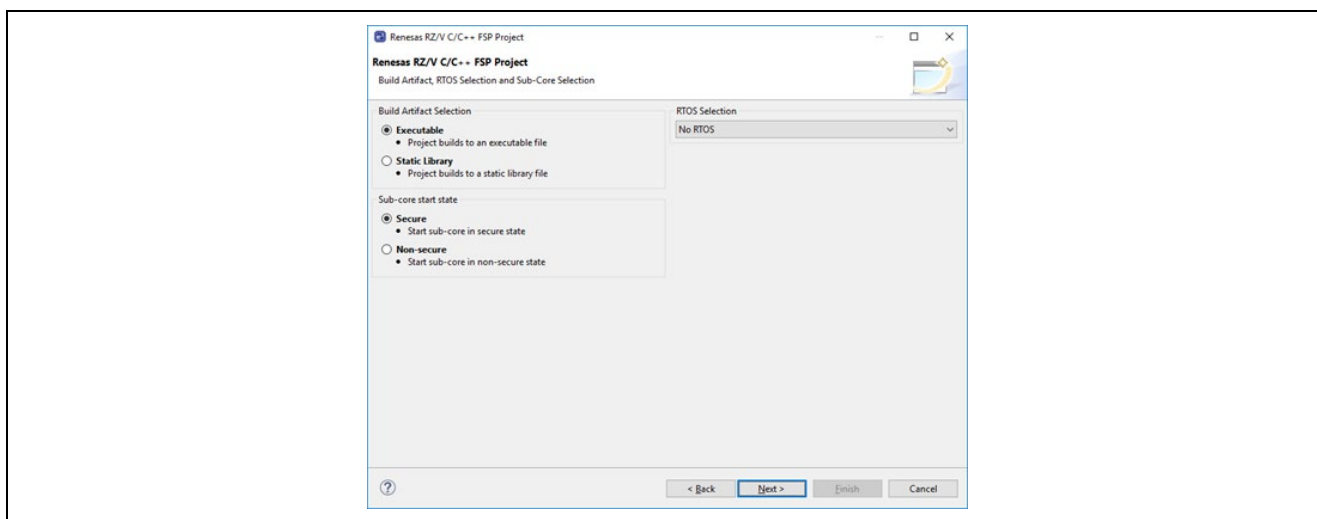 Renesas RZ/V C/C++ FSP Project
Renesas RZ/V C/C++ FSP Project
Build Artifact, RTOS Selection and Sub-Core Selection
Build Artifact Selection
Executable
• Project builds to an executable file
Static Library
• Project builds to a static library file
Sub-core start state
Secure
• Start sub-core in secure state
Non-secure
• Start sub-core in non-secure state
RTOS Selection
No RTOS
?
< Back
Next >
Finish
Cancel